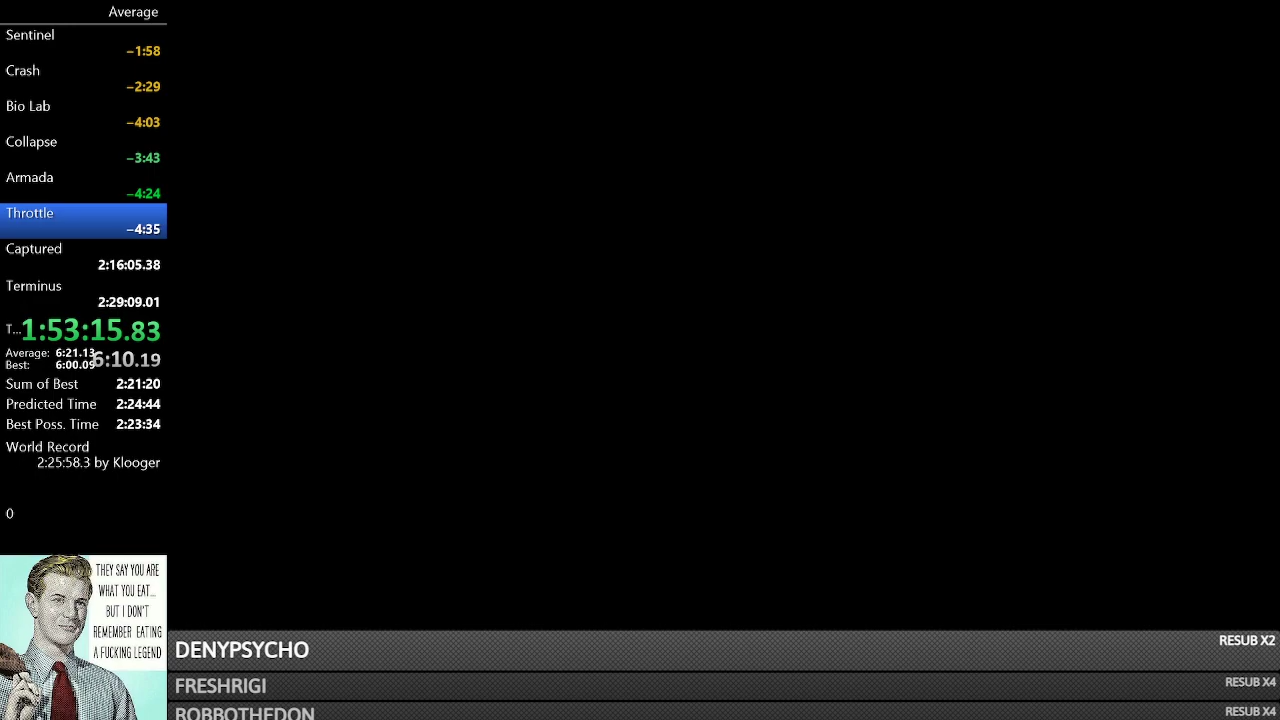 Average
Sentinel
−1:58
Crash
−2:29
Bio Lab
−4:03
Collapse
−3:43
Armada
−4:24
Throttle
−4:35
Captured
2:16:05.38
Terminus
2:29:09.01
T... 1:53:15.83
Average: 6:21.13
Best: 6:00.09
6:10.19
Sum of Best 2:21:20
Predicted Time 2:24:44
Best Poss. Time 2:23:34
World Record
2:25:58.3 by Klooger
0
THEY SAY YOU ARE
WHAT YOU EAT...
BUT I DON'T
REMEMBER EATING
A FUCKING LEGEND
DENYPSYCHO RESUB X2
FRESHRIGI RESUB X4
ROBBOTHEDON RESUB X4